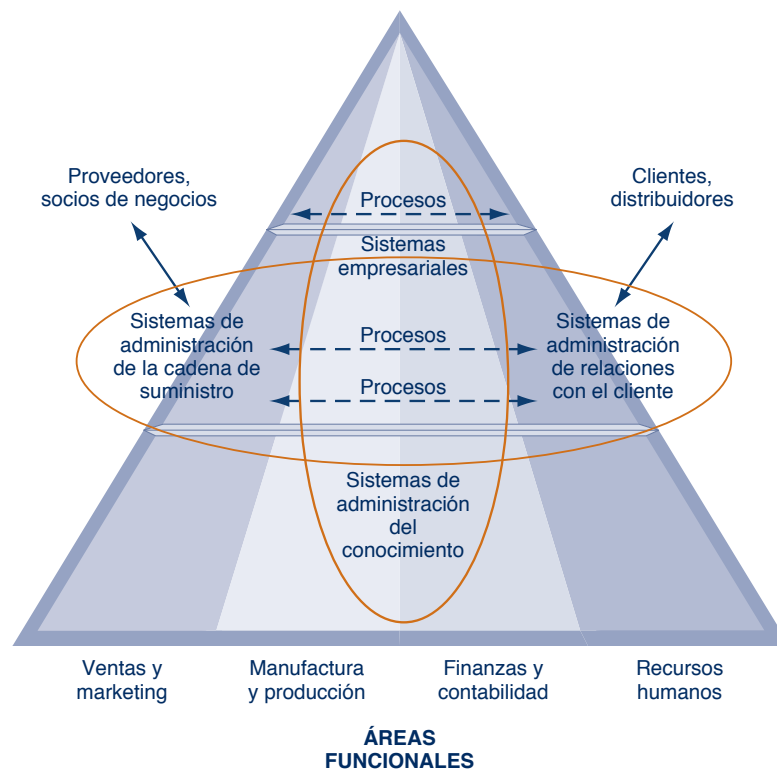 Proveedores,
socios de negocios
Clientes,
distribuidores
Procesos
Sistemas
empresariales
Sistemas de
administración
de la cadena de
suministro
Procesos
Procesos
Sistemas de
administración
de relaciones
con el cliente
Sistemas de
administración
del
conocimiento
Ventas y
marketing
Manufactura
y producción
Finanzas y
contabilidad
Recursos
humanos
ÁREAS
FUNCIONALES